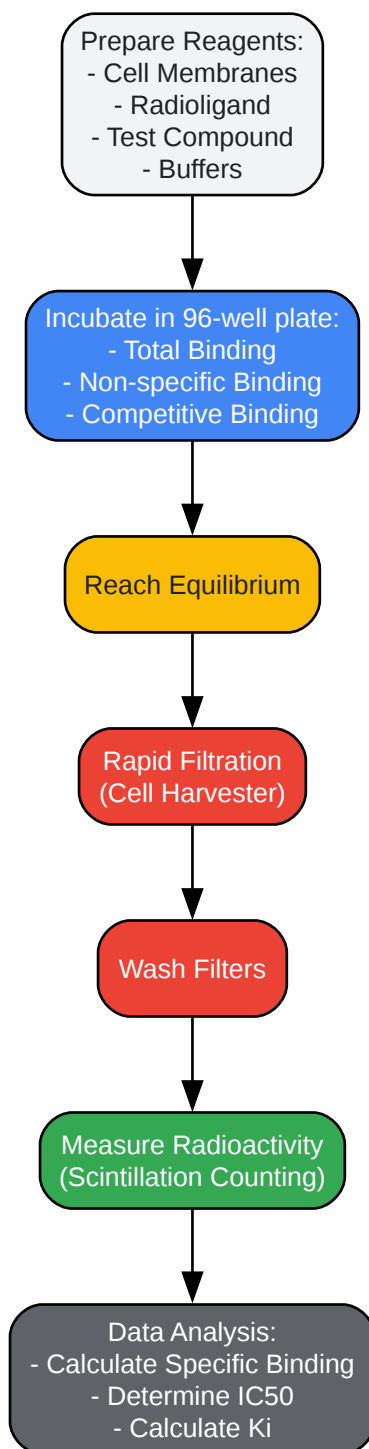 Prepare Reagents:
- Cell Membranes
- Radioligand
- Test Compound
- Buffers
Incubate in 96-well plate:
- Total Binding
- Non-specific Binding
- Competitive Binding
Reach Equilibrium
Rapid Filtration
(Cell Harvester)
Wash Filters
Measure Radioactivity
(Scintillation Counting)
Data Analysis:
- Calculate Specific Binding
- Determine IC50
- Calculate Ki